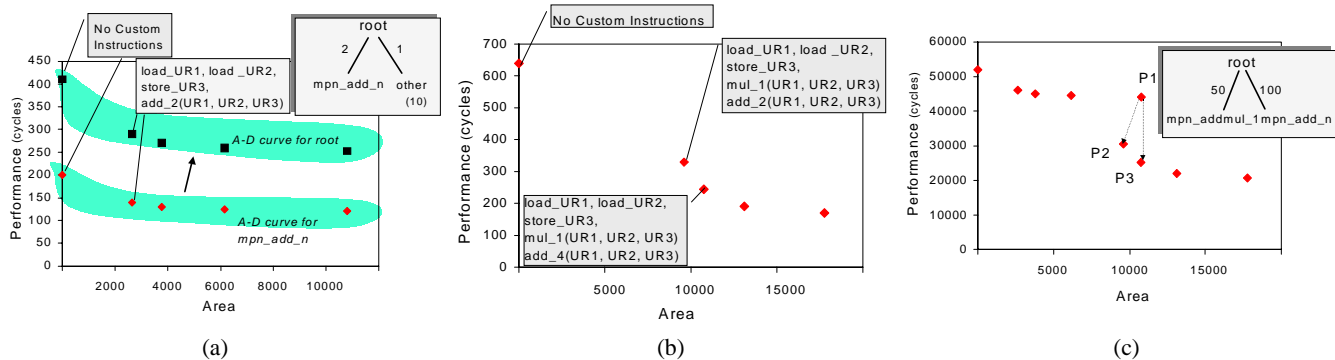 No Custom
Instructions
root
2
1
mpn_add_n
other
(10)
load_UR1, load _UR2,
store_UR3,
add_2(UR1, UR2, UR3)
450
400
350
300
250
200
150
100
50
0
Performance (cycles)
A-D curve for root
A-D curve for
mpn_add_n
2000
4000
6000
8000
10000
Area
(a)
No Custom Instructions
700
600
500
400
300
200
100
0
Performance (cycles)
load_UR1, load _UR2,
store_UR3,
mul_1(UR1, UR2, UR3)
add_2(UR1, UR2, UR3)
load_UR1, load_UR2,
store_UR3,
mul_1(UR1, UR2, UR3)
add_4(UR1, UR2, UR3)
5000
10000
15000
Area
(b)
60000
50000
40000
30000
20000
10000
0
Performance (cycles)
root
50
100
mpn_addmul_1
mpn_add_n
P1
P2
P3
5000
10000
15000
Area
(c)